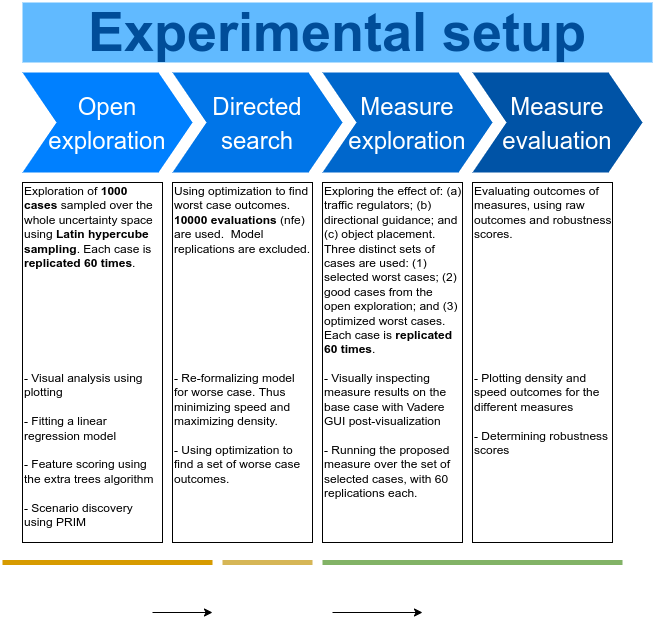 Experimental setup
Open
exploration
Directed
search
Measure
exploration
Measure
evaluation
Exploration of 1000
cases sampled over the
whole uncertainty space
using Latin hypercube
sampling. Each case is
replicated 60 times.
- Visual analysis using
plotting
- Fitting a linear
regression model
- Feature scoring using
the extra trees algorithm
- Scenario discovery
using PRIM
Using optimization to find
worst case outcomes.
10000 evaluations (nfe)
are used. Model
replications are excluded.
- Re-formalizing model
for worse case. Thus
minimizing speed and
maximizing density.
- Using optimization to
find a set of worse case
outcomes.
Exploring the effect of: (a)
traffic regulators; (b)
directional guidance; and
(c) object placement.
Three distinct sets of
cases are used: (1)
selected worst cases; (2)
good cases from the
open exploration; and (3)
optimized worst cases.
Each case is replicated
60 times.
- Visually inspecting
measure results on the
base case with Vadere
GUI post-visualization
- Running the proposed
measure over the set of
selected cases, with 60
replications each.
Evaluating outcomes of
measures, using raw
outcomes and robustness
scores.
- Plotting density and
speed outcomes for the
different measures
- Determining robustness
scores